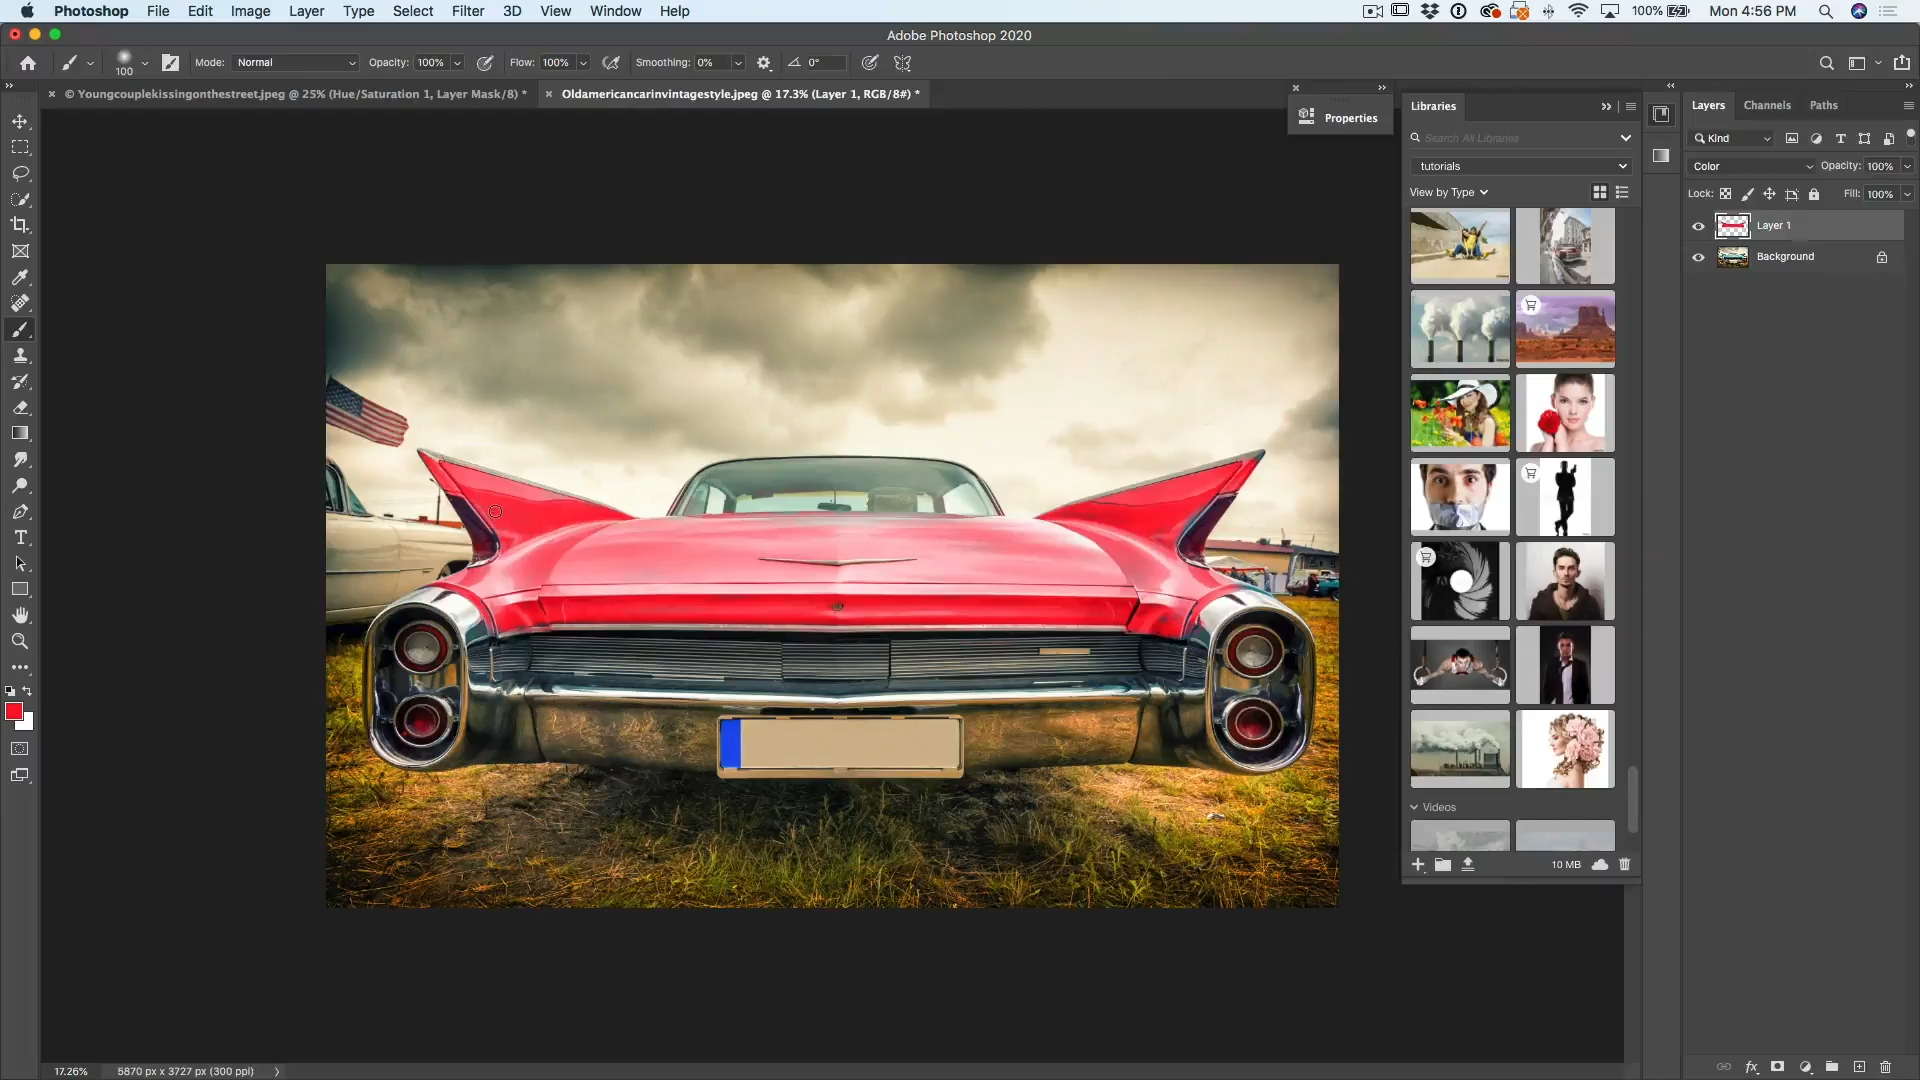 Photoshop File Edit Image Layer Type Select Filter 3D View Window Help 100% Mon 4:56 PM
Adobe Photoshop 2020
100 Mode: Normal Opacity: 100% Flow: 100% Smoothing: 0% 0°
© Youngcouplekissingonthestreet.jpeg @ 25% (Hue/Saturation 1, Layer Mask/8) * Oldamericancarinvintagestyle.jpeg @ 17.3% (Layer 1, RGB/8#) *
Properties
Libraries
Search All Libraries
tutorials
View by Type
Videos
10 MB
Layers Channels Paths
Kind
Color Opacity: 100%
Lock: Fill: 100%
Layer 1
Background
17.26% 5870 px x 3727 px (300 ppi)